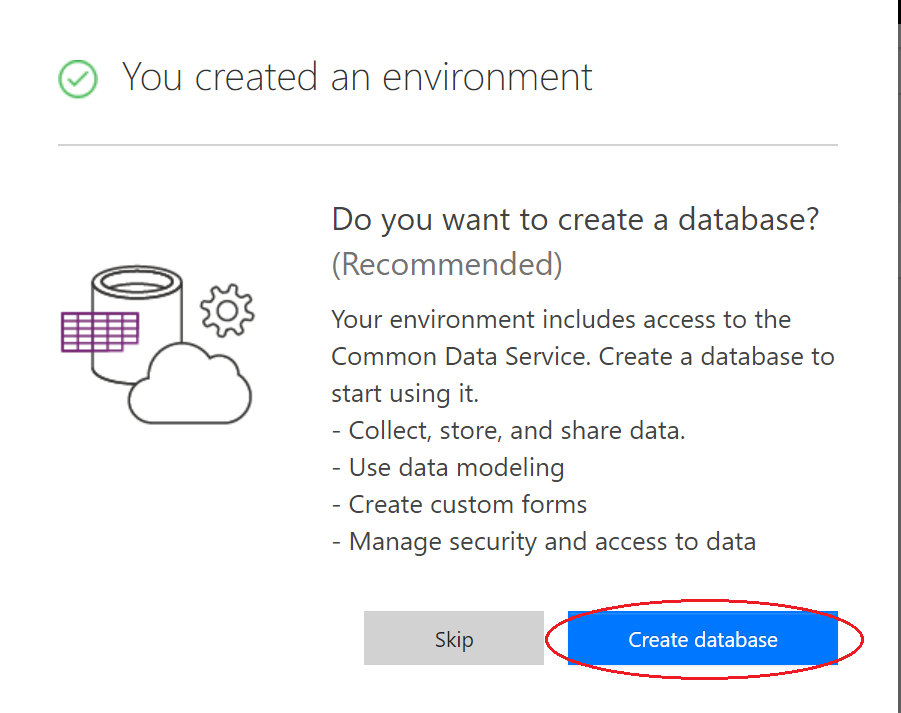 You created an environment
Do you want to create a database?
(Recommended)
Your environment includes access to the
Common Data Service. Create a database to
start using it.
- Collect, store, and share data.
- Use data modeling
- Create custom forms
- Manage security and access to data
Skip
Create database